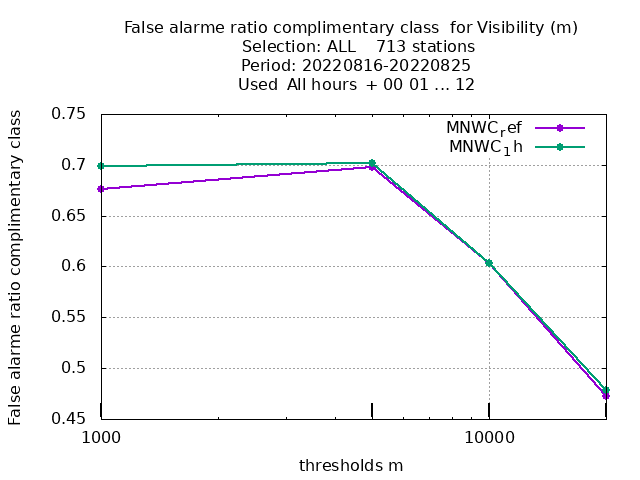 False alarme ratio complimentary class  for Visibility (m)
Selection: ALL    713 stations
Period: 20220816-20220825
Used  All hours  + 00 01 ... 12
False alarme ratio complimentary class
0.75
0.7
0.65
0.6
0.55
0.5
0.45
MNWCref
MNWC1h
1000
10000
thresholds m